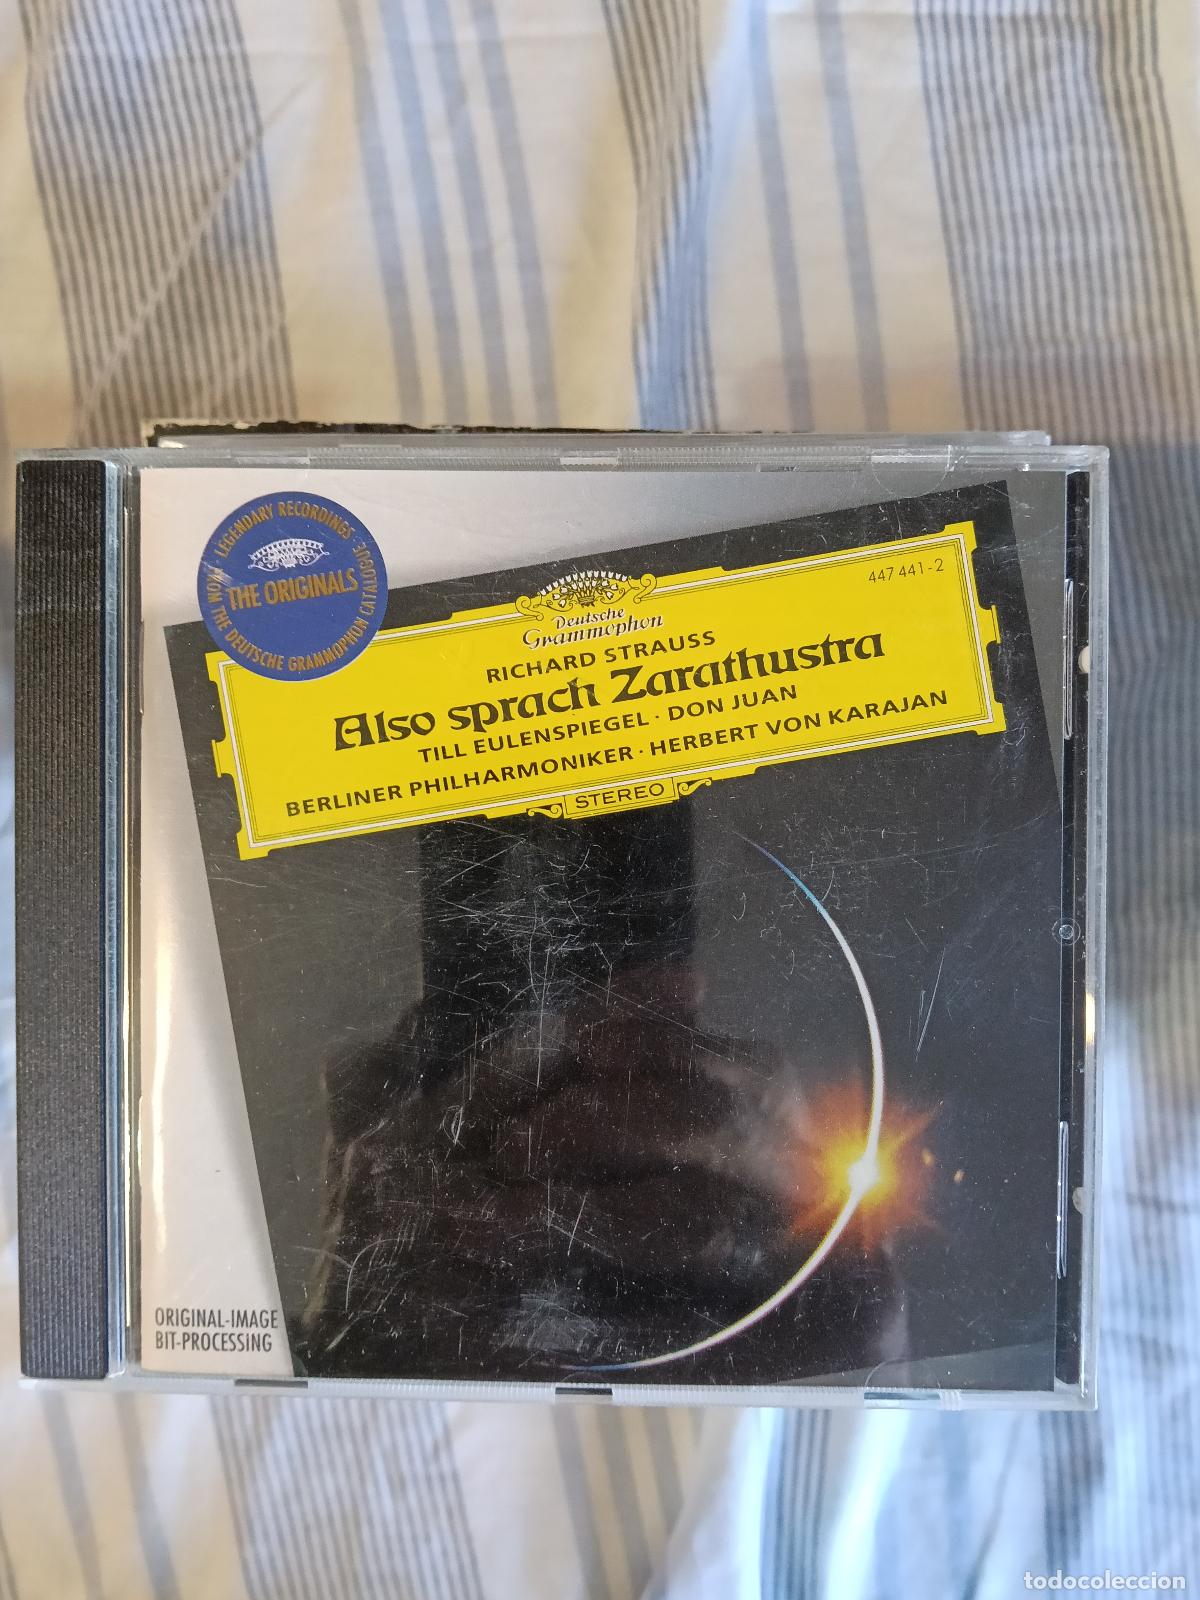 LEGENDARY RECORDINGS
THE ORIGINALS
FROM THE DEUTSCHE GRAMMOPHON CATALOGUE
447 441-2
Deutsche
Grammophon
RICHARD STRAUSS
Also sprach Zarathustra
TILL EULENSPIEGEL · DON JUAN
BERLINER PHILHARMONIKER · HERBERT VON KARAJAN
STEREO
ORIGINAL-IMAGE
BIT-PROCESSING
todocoleccion